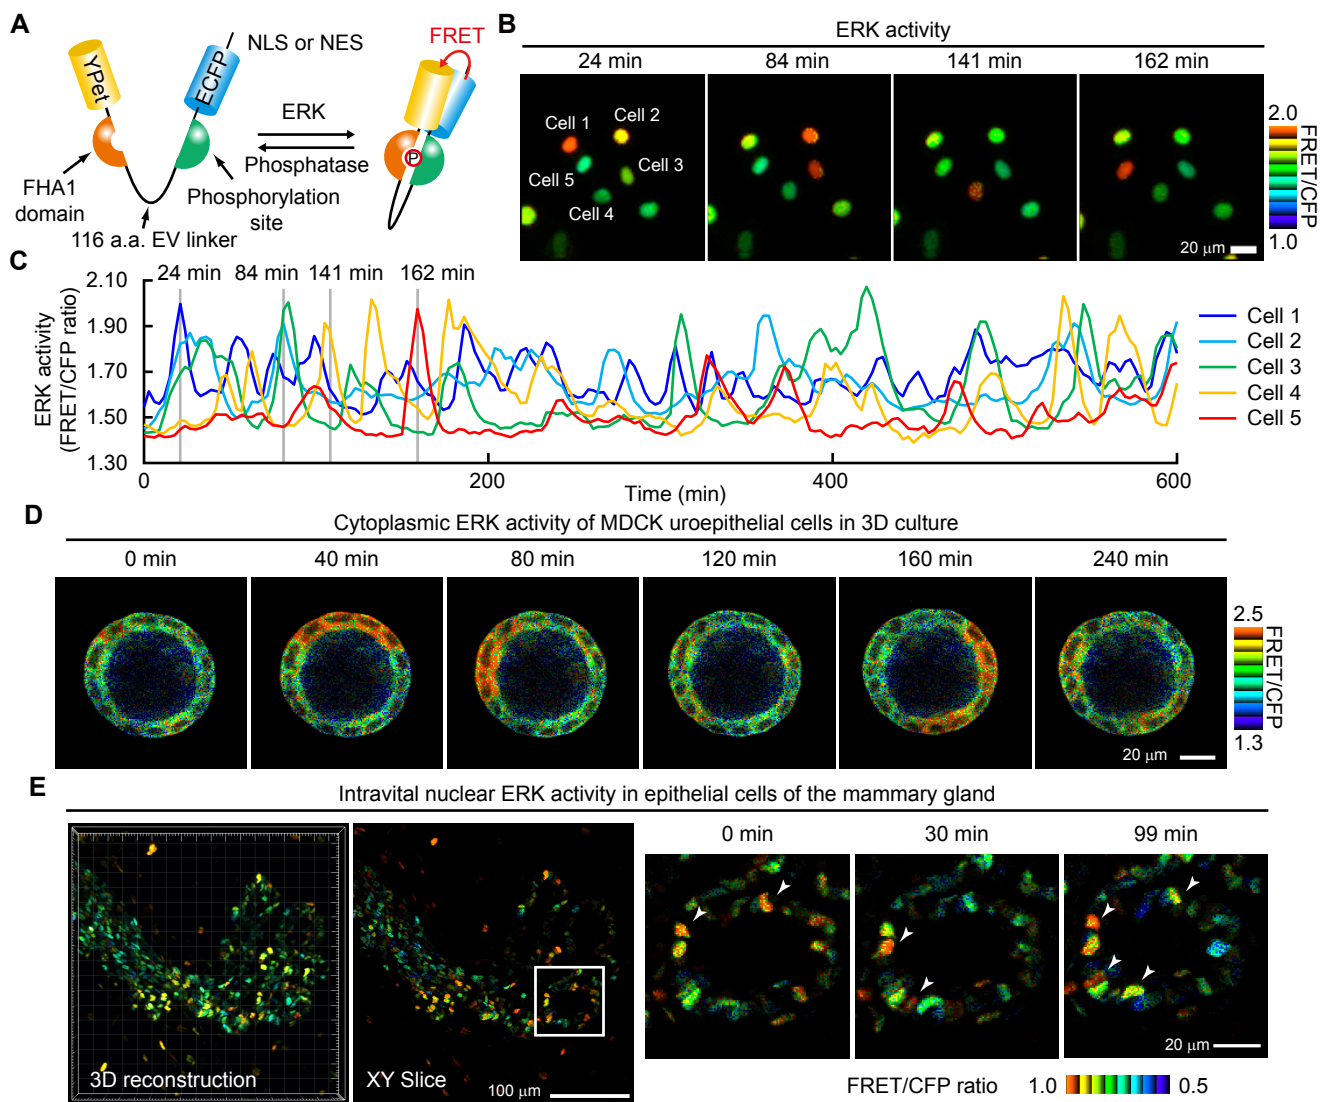 A
YPet
ECFP
NLS or NES
FRET
ERK
Phosphatase
P
FHA1
domain
Phosphorylation
site
116 a.a. EV linker
B
ERK activity
24 min
84 min
141 min
162 min
Cell 1
Cell 2
Cell 3
Cell 5
Cell 4
20 μm
2.0
FRET/CFP
1.0
C
24 min
84 min
141 min
162 min
ERK activity
(FRET/CFP ratio)
2.10
1.90
1.70
1.50
1.30
0
200
400
600
Time (min)
Cell 1
Cell 2
Cell 3
Cell 4
Cell 5
D
Cytoplasmic ERK activity of MDCK uroepithelial cells in 3D culture
0 min
40 min
80 min
120 min
160 min
240 min
20 μm
2.5
FRET/CFP
1.3
E
Intravital nuclear ERK activity in epithelial cells of the mammary gland
0 min
30 min
99 min
3D reconstruction
XY Slice
100 μm
20 μm
FRET/CFP ratio
1.0
0.5